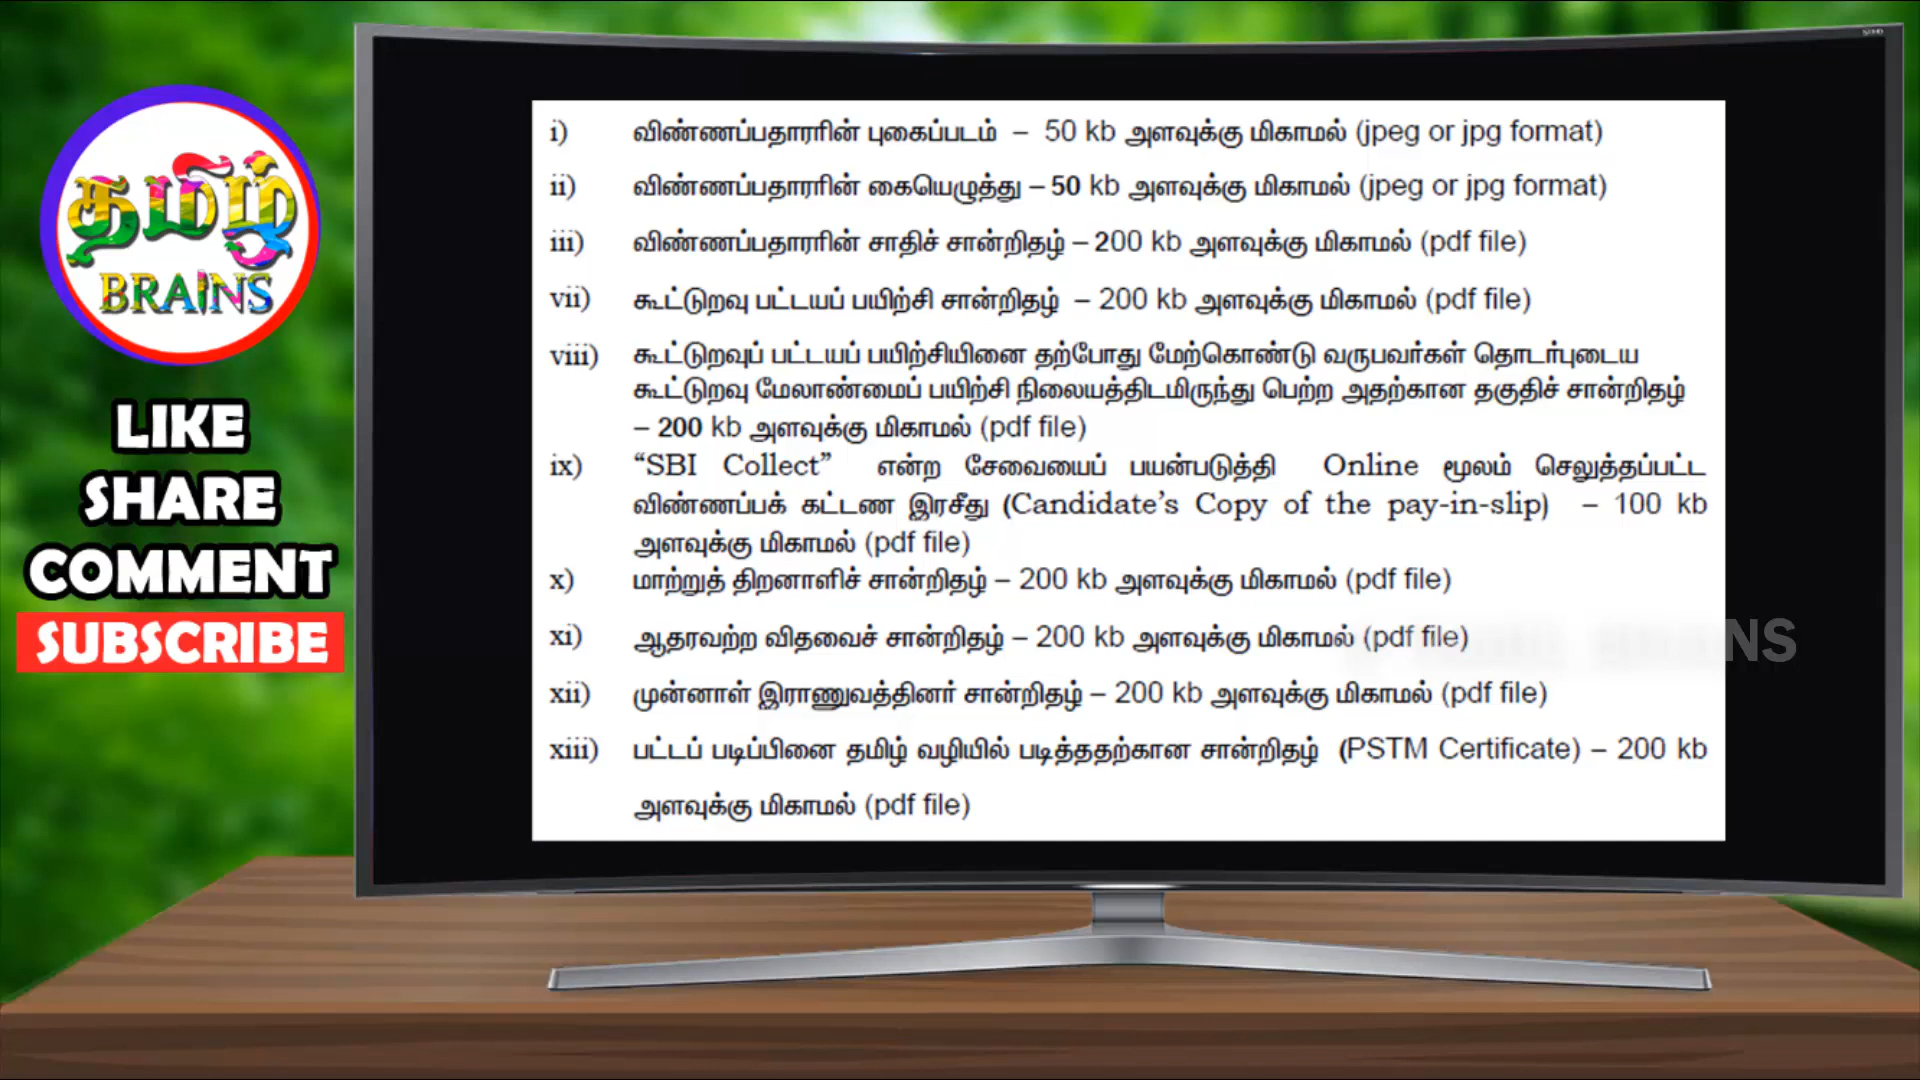 தமிழ்
BRAINS
LIKE
SHARE
COMMENT
SUBSCRIBE
i) விண்ணப்பதாரரின் புகைப்படம் – 50 kb அளவுக்கு மிகாமல் (jpeg or jpg format)
ii) விண்ணப்பதாரரின் கையெழுத்து – 50 kb அளவுக்கு மிகாமல் (jpeg or jpg format)
iii) விண்ணப்பதாரரின் சாதிச் சான்றிதழ் – 200 kb அளவுக்கு மிகாமல் (pdf file)
vii) கூட்டுறவு பட்டயப் பயிற்சி சான்றிதழ் – 200 kb அளவுக்கு மிகாமல் (pdf file)
viii) கூட்டுறவுப் பட்டயப் பயிற்சியினை தற்போது மேற்கொண்டு வருபவர்கள் தொடர்புடைய
கூட்டுறவு மேலாண்மைப் பயிற்சி நிலையத்திடமிருந்து பெற்ற அதற்கான தகுதிச் சான்றிதழ்
– 200 kb அளவுக்கு மிகாமல் (pdf file)
ix) “SBI Collect” என்ற சேவையைப் பயன்படுத்தி Online மூலம் செலுத்தப்பட்ட
விண்ணப்பக் கட்டண இரசீது (Candidate’s Copy of the pay-in-slip) – 100 kb
அளவுக்கு மிகாமல் (pdf file)
x) மாற்றுத் திறனாளிச் சான்றிதழ் – 200 kb அளவுக்கு மிகாமல் (pdf file)
xi) ஆதரவற்ற விதவைச் சான்றிதழ் – 200 kb அளவுக்கு மிகாமல் (pdf file)
xii) முன்னாள் இராணுவத்தினர் சான்றிதழ் – 200 kb அளவுக்கு மிகாமல் (pdf file)
xiii) பட்டப் படிப்பினை தமிழ் வழியில் படித்ததற்கான சான்றிதழ் (PSTM Certificate) – 200 kb
அளவுக்கு மிகாமல் (pdf file)